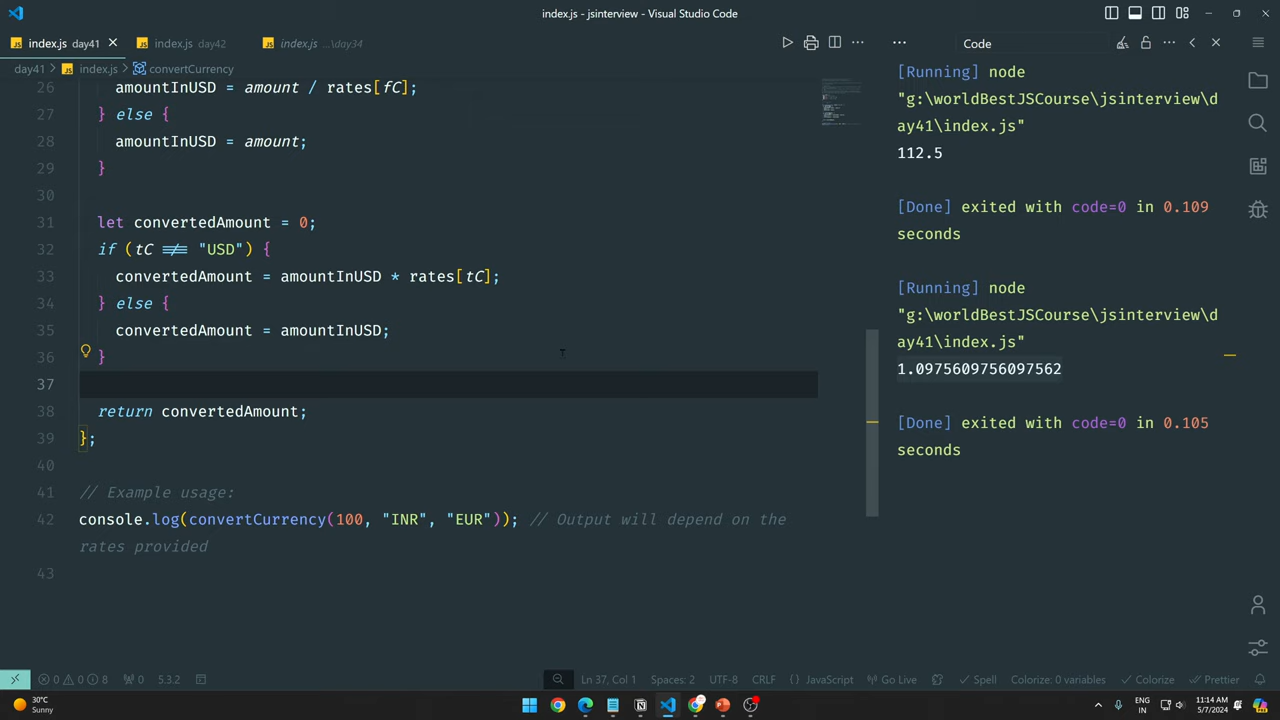 index.js - jsinterview - Visual Studio Code
index.js day41
index.js day42
index.js ...\day34
Code
day41 > index.js > convertCurrency
26 amountInUSD = amount / rates[fC];
27 } else {
28 amountInUSD = amount;
29 }
30
31 let convertedAmount = 0;
32 if (tC !== "USD") {
33 convertedAmount = amountInUSD * rates[tC];
34 } else {
35 convertedAmount = amountInUSD;
36 }
37
38 return convertedAmount;
39 };
40
41 // Example usage:
42 console.log(convertCurrency(100, "INR", "EUR")); // Output will depend on the
rates provided
43
[Running] node
"g:\worldBestJSCourse\jsinterview\d
ay41\index.js"
112.5
[Done] exited with code=0 in 0.109
seconds
[Running] node
"g:\worldBestJSCourse\jsinterview\d
ay41\index.js"
1.0975609756097562
[Done] exited with code=0 in 0.105
seconds
0 0 8 0 5.3.2 Ln 37, Col 1 Spaces: 2 UTF-8 CRLF {} JavaScript Go Live Spell Colorize: 0 variables Colorize Prettier
30°C
Sunny
ENG
IN
11:14 AM
5/7/2024